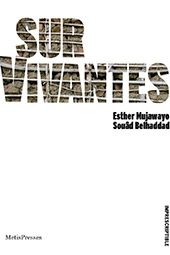 SUR
VIVANTES
Esther Mujawayo
Souâd Belhaddad
MetisPresses
IMPRESCRIPTIBLE